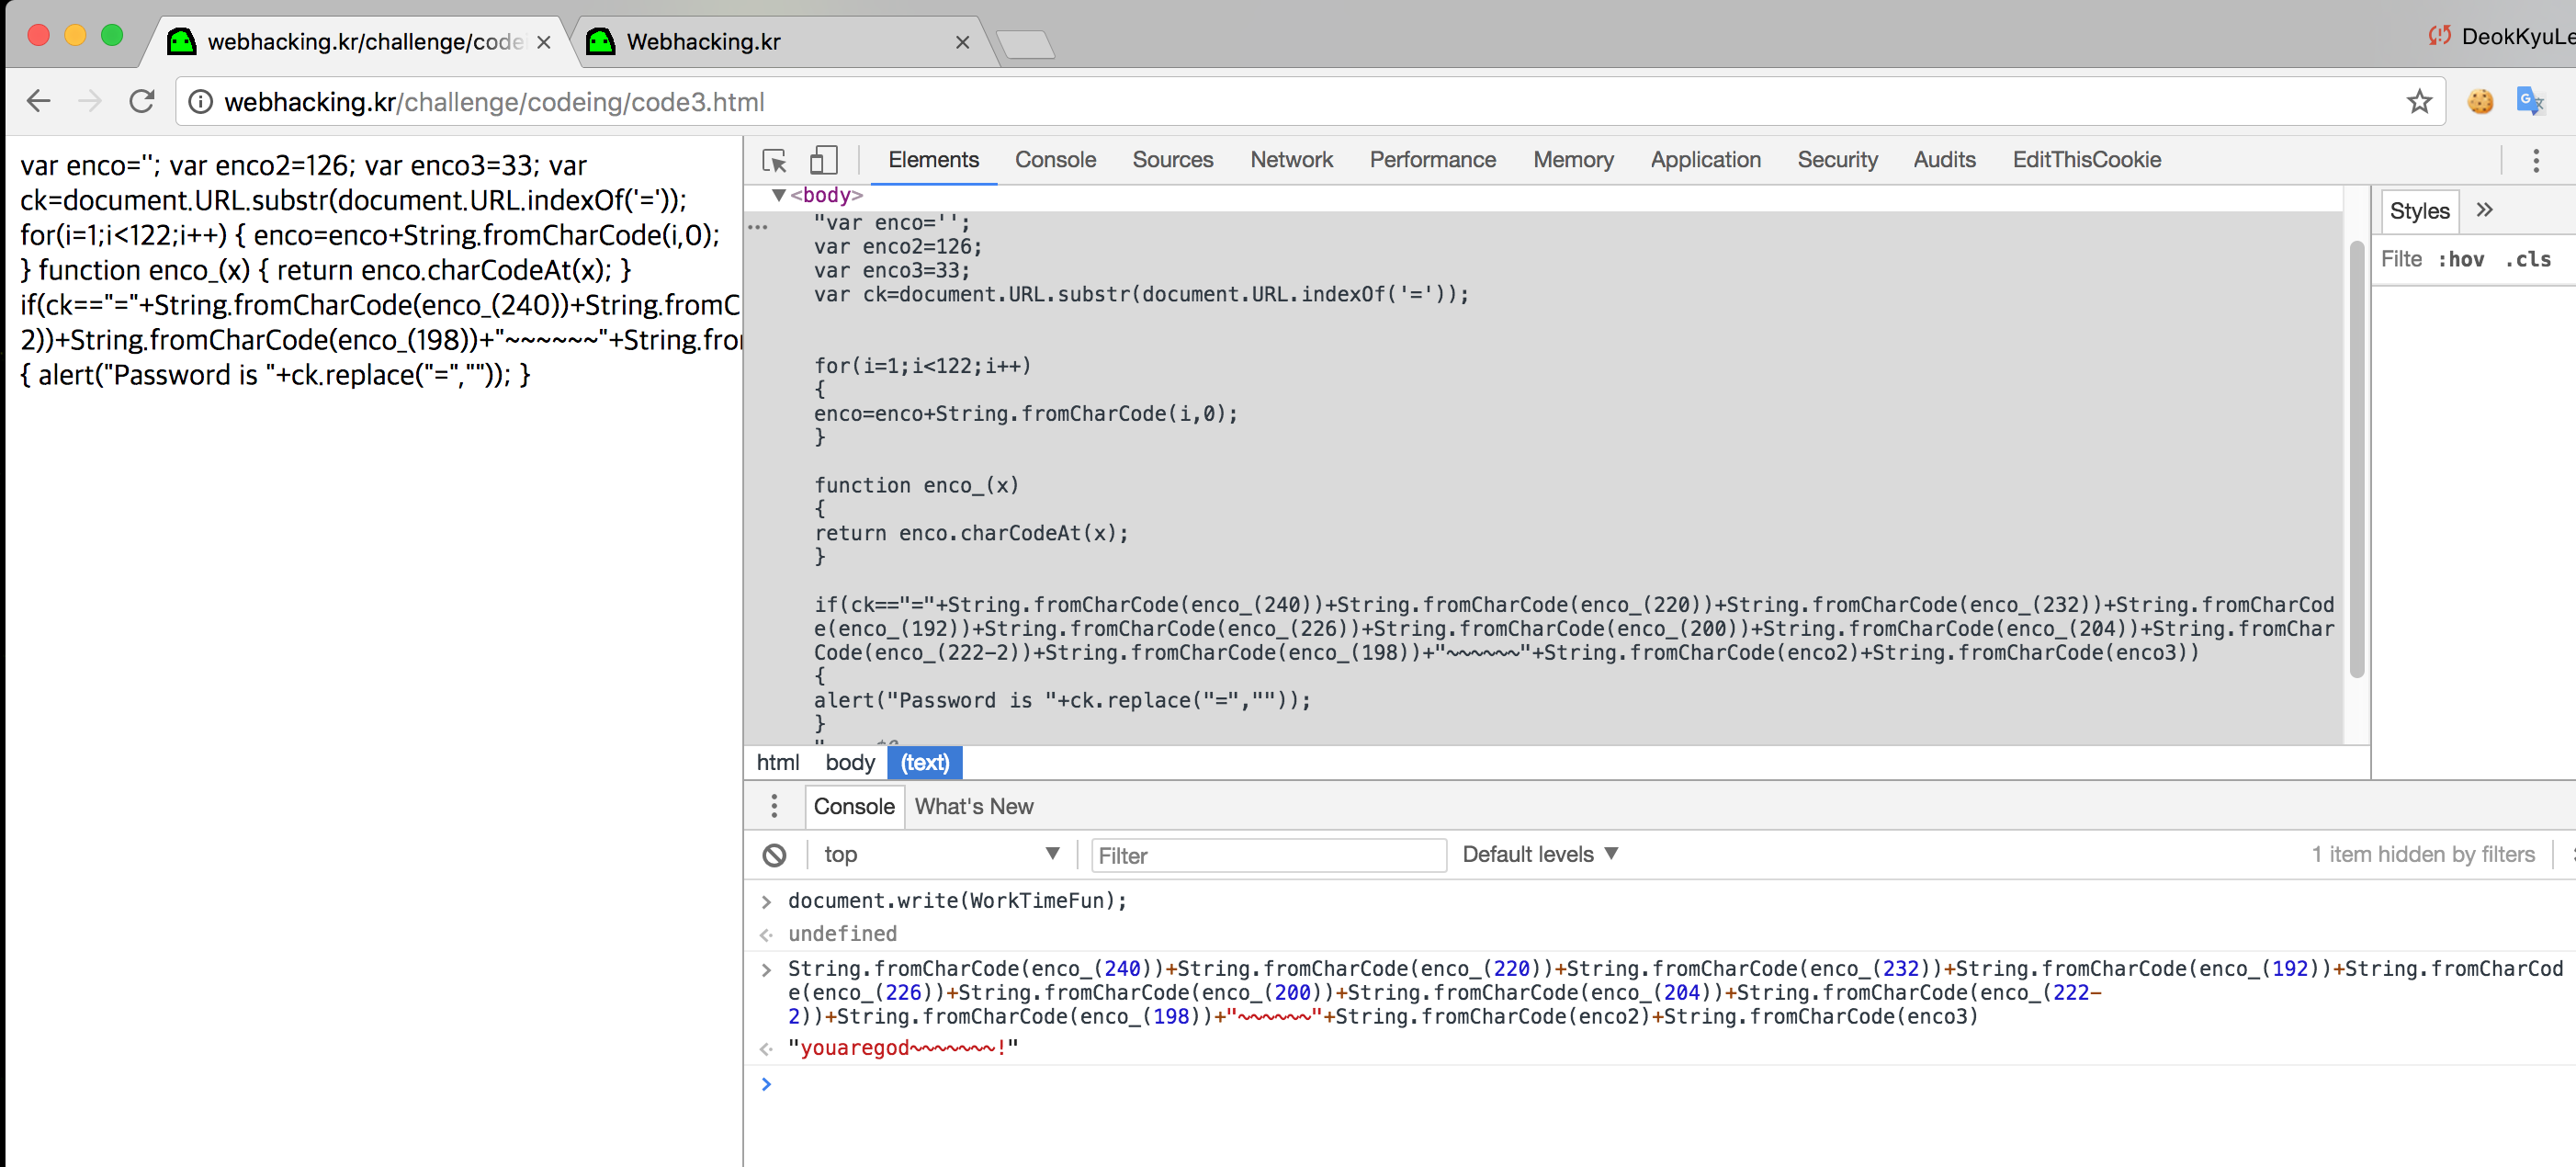 webhacking.kr/challenge/code
Webhacking.kr
DeokKyuLe
webhacking.kr/challenge/codeing/code3.html
var enco=''; var enco2=126; var enco3=33; var
ck=document.URL.substr(document.URL.indexOf('='));
for(i=1;i<122;i++) { enco=enco+String.fromCharCode(i,0);
} function enco_(x) { return enco.charCodeAt(x); }
if(ck=="="+String.fromCharCode(enco_(240))+String.fromC
2))+String.fromCharCode(enco_(198))+"~~~~~~"+String.fro
{ alert("Password is "+ck.replace("=","")); }
Elements Console Sources Network Performance Memory Application Security Audits EditThisCookie
▼<body>
"var enco='';
var enco2=126;
var enco3=33;
var ck=document.URL.substr(document.URL.indexOf('='));
for(i=1;i<122;i++)
{
enco=enco+String.fromCharCode(i,0);
}
function enco_(x)
{
return enco.charCodeAt(x);
}
if(ck=="="+String.fromCharCode(enco_(240))+String.fromCharCode(enco_(220))+String.fromCharCode(enco_(232))+String.fromCharCod
e(enco_(192))+String.fromCharCode(enco_(226))+String.fromCharCode(enco_(200))+String.fromCharCode(enco_(204))+String.fromChar
Code(enco_(222-2))+String.fromCharCode(enco_(198))+"~~~~~~"+String.fromCharCode(enco2)+String.fromCharCode(enco3))
{
alert("Password is "+ck.replace("=",""));
}
"
Styles »
Filte :hov .cls
html body (text)
Console What's New
top ▼ Filter Default levels ▼ 1 item hidden by filters
> document.write(WorkTimeFun);
undefined
> String.fromCharCode(enco_(240))+String.fromCharCode(enco_(220))+String.fromCharCode(enco_(232))+String.fromCharCode(enco_(192))+String.fromCharCod
e(enco_(226))+String.fromCharCode(enco_(200))+String.fromCharCode(enco_(204))+String.fromCharCode(enco_(222-
2))+String.fromCharCode(enco_(198))+"~~~~~~"+String.fromCharCode(enco2)+String.fromCharCode(enco3)
"youaregod~~~~~~~!"
>